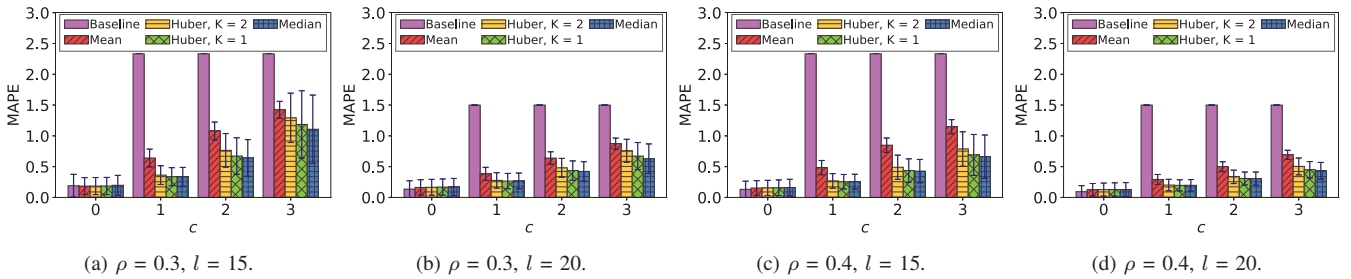 3.0
2.5
2.0
1.5
1.0
0.5
0.0
MAPE
Baseline Huber, K = 2 Median
Mean Huber, K = 1
0 1 2 3
c
(a) ρ = 0.3, l = 15.
3.0
2.5
2.0
1.5
1.0
0.5
0.0
MAPE
Baseline Huber, K = 2 Median
Mean Huber, K = 1
0 1 2 3
c
(b) ρ = 0.3, l = 20.
3.0
2.5
2.0
1.5
1.0
0.5
0.0
MAPE
Baseline Huber, K = 2 Median
Mean Huber, K = 1
0 1 2 3
c
(c) ρ = 0.4, l = 15.
3.0
2.5
2.0
1.5
1.0
0.5
0.0
MAPE
Baseline Huber, K = 2 Median
Mean Huber, K = 1
0 1 2 3
c
(d) ρ = 0.4, l = 20.